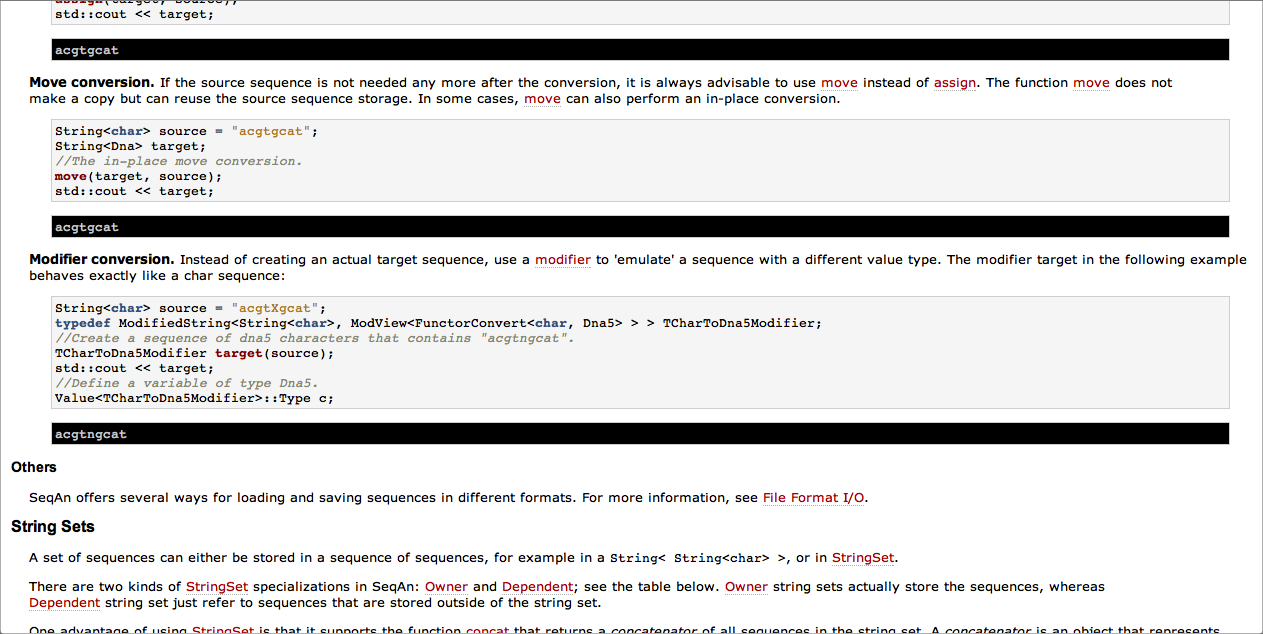 assign(target, source);
std::cout << target;
acgtgcat
Move conversion. If the source sequence is not needed any more after the conversion, it is always advisable to use move instead of assign. The function move does not
make a copy but can reuse the source sequence storage. In some cases, move can also perform an in-place conversion.
String<char> source = "acgtgcat";
String<Dna> target;
//The in-place move conversion.
move(target, source);
std::cout << target;
acgtgcat
Modifier conversion. Instead of creating an actual target sequence, use a modifier to 'emulate' a sequence with a different value type. The modifier target in the following example
behaves exactly like a char sequence:
String<char> source = "acgtXgcat";
typedef ModifiedString<String<char>, ModView<FunctorConvert<char, Dna5> > > TCharToDna5Modifier;
//Create a sequence of dna5 characters that contains "acgtngcat".
TCharToDna5Modifier target(source);
std::cout << target;
//Define a variable of type Dna5.
Value<TCharToDna5Modifier>::Type c;
acgtngcat
Others
SeqAn offers several ways for loading and saving sequences in different formats. For more information, see File Format I/O.
String Sets
A set of sequences can either be stored in a sequence of sequences, for example in a String< String<char> >, or in StringSet.
There are two kinds of StringSet specializations in SeqAn: Owner and Dependent; see the table below. Owner string sets actually store the sequences, whereas
Dependent string set just refer to sequences that are stored outside of the string set.
One advantage of using StringSet is that it supports the function concat that returns a concatenator of all sequences in the string set. A concatenator is an object that represents